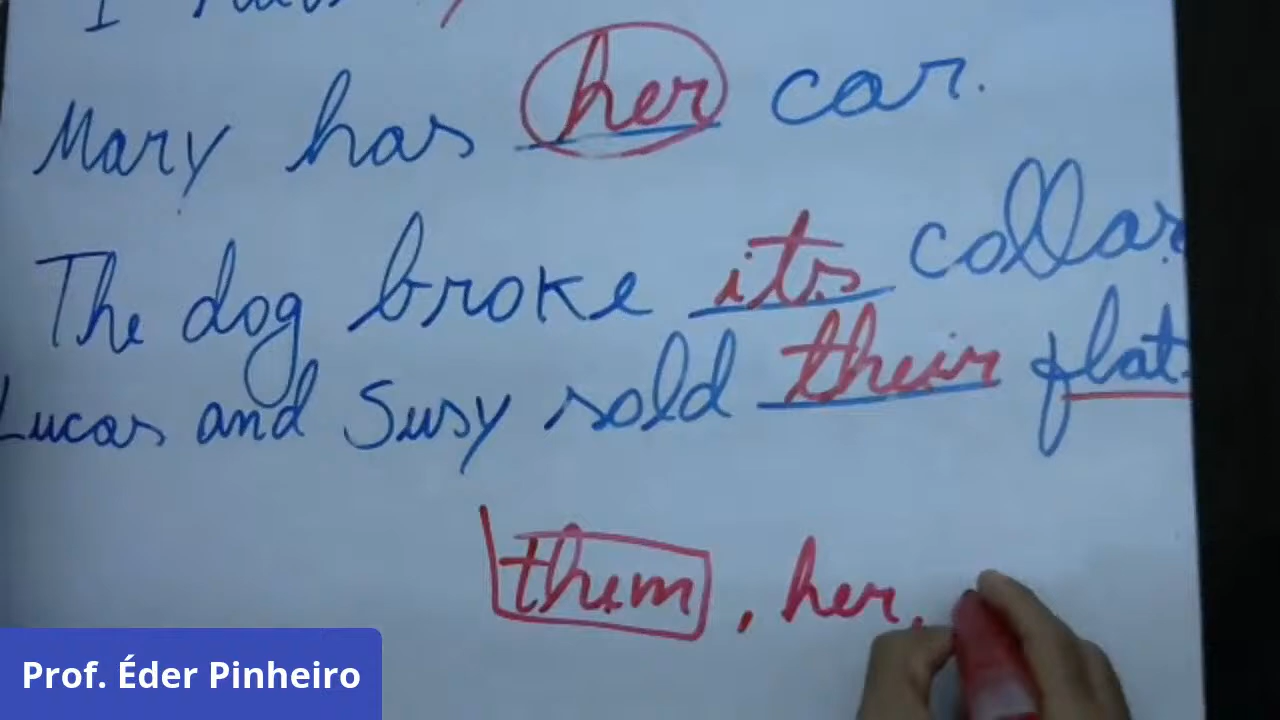 I
Mary has her car.
The dog broke its collar.
Lucas and Susy sold their flat.
them, her,
Prof. Éder Pinheiro